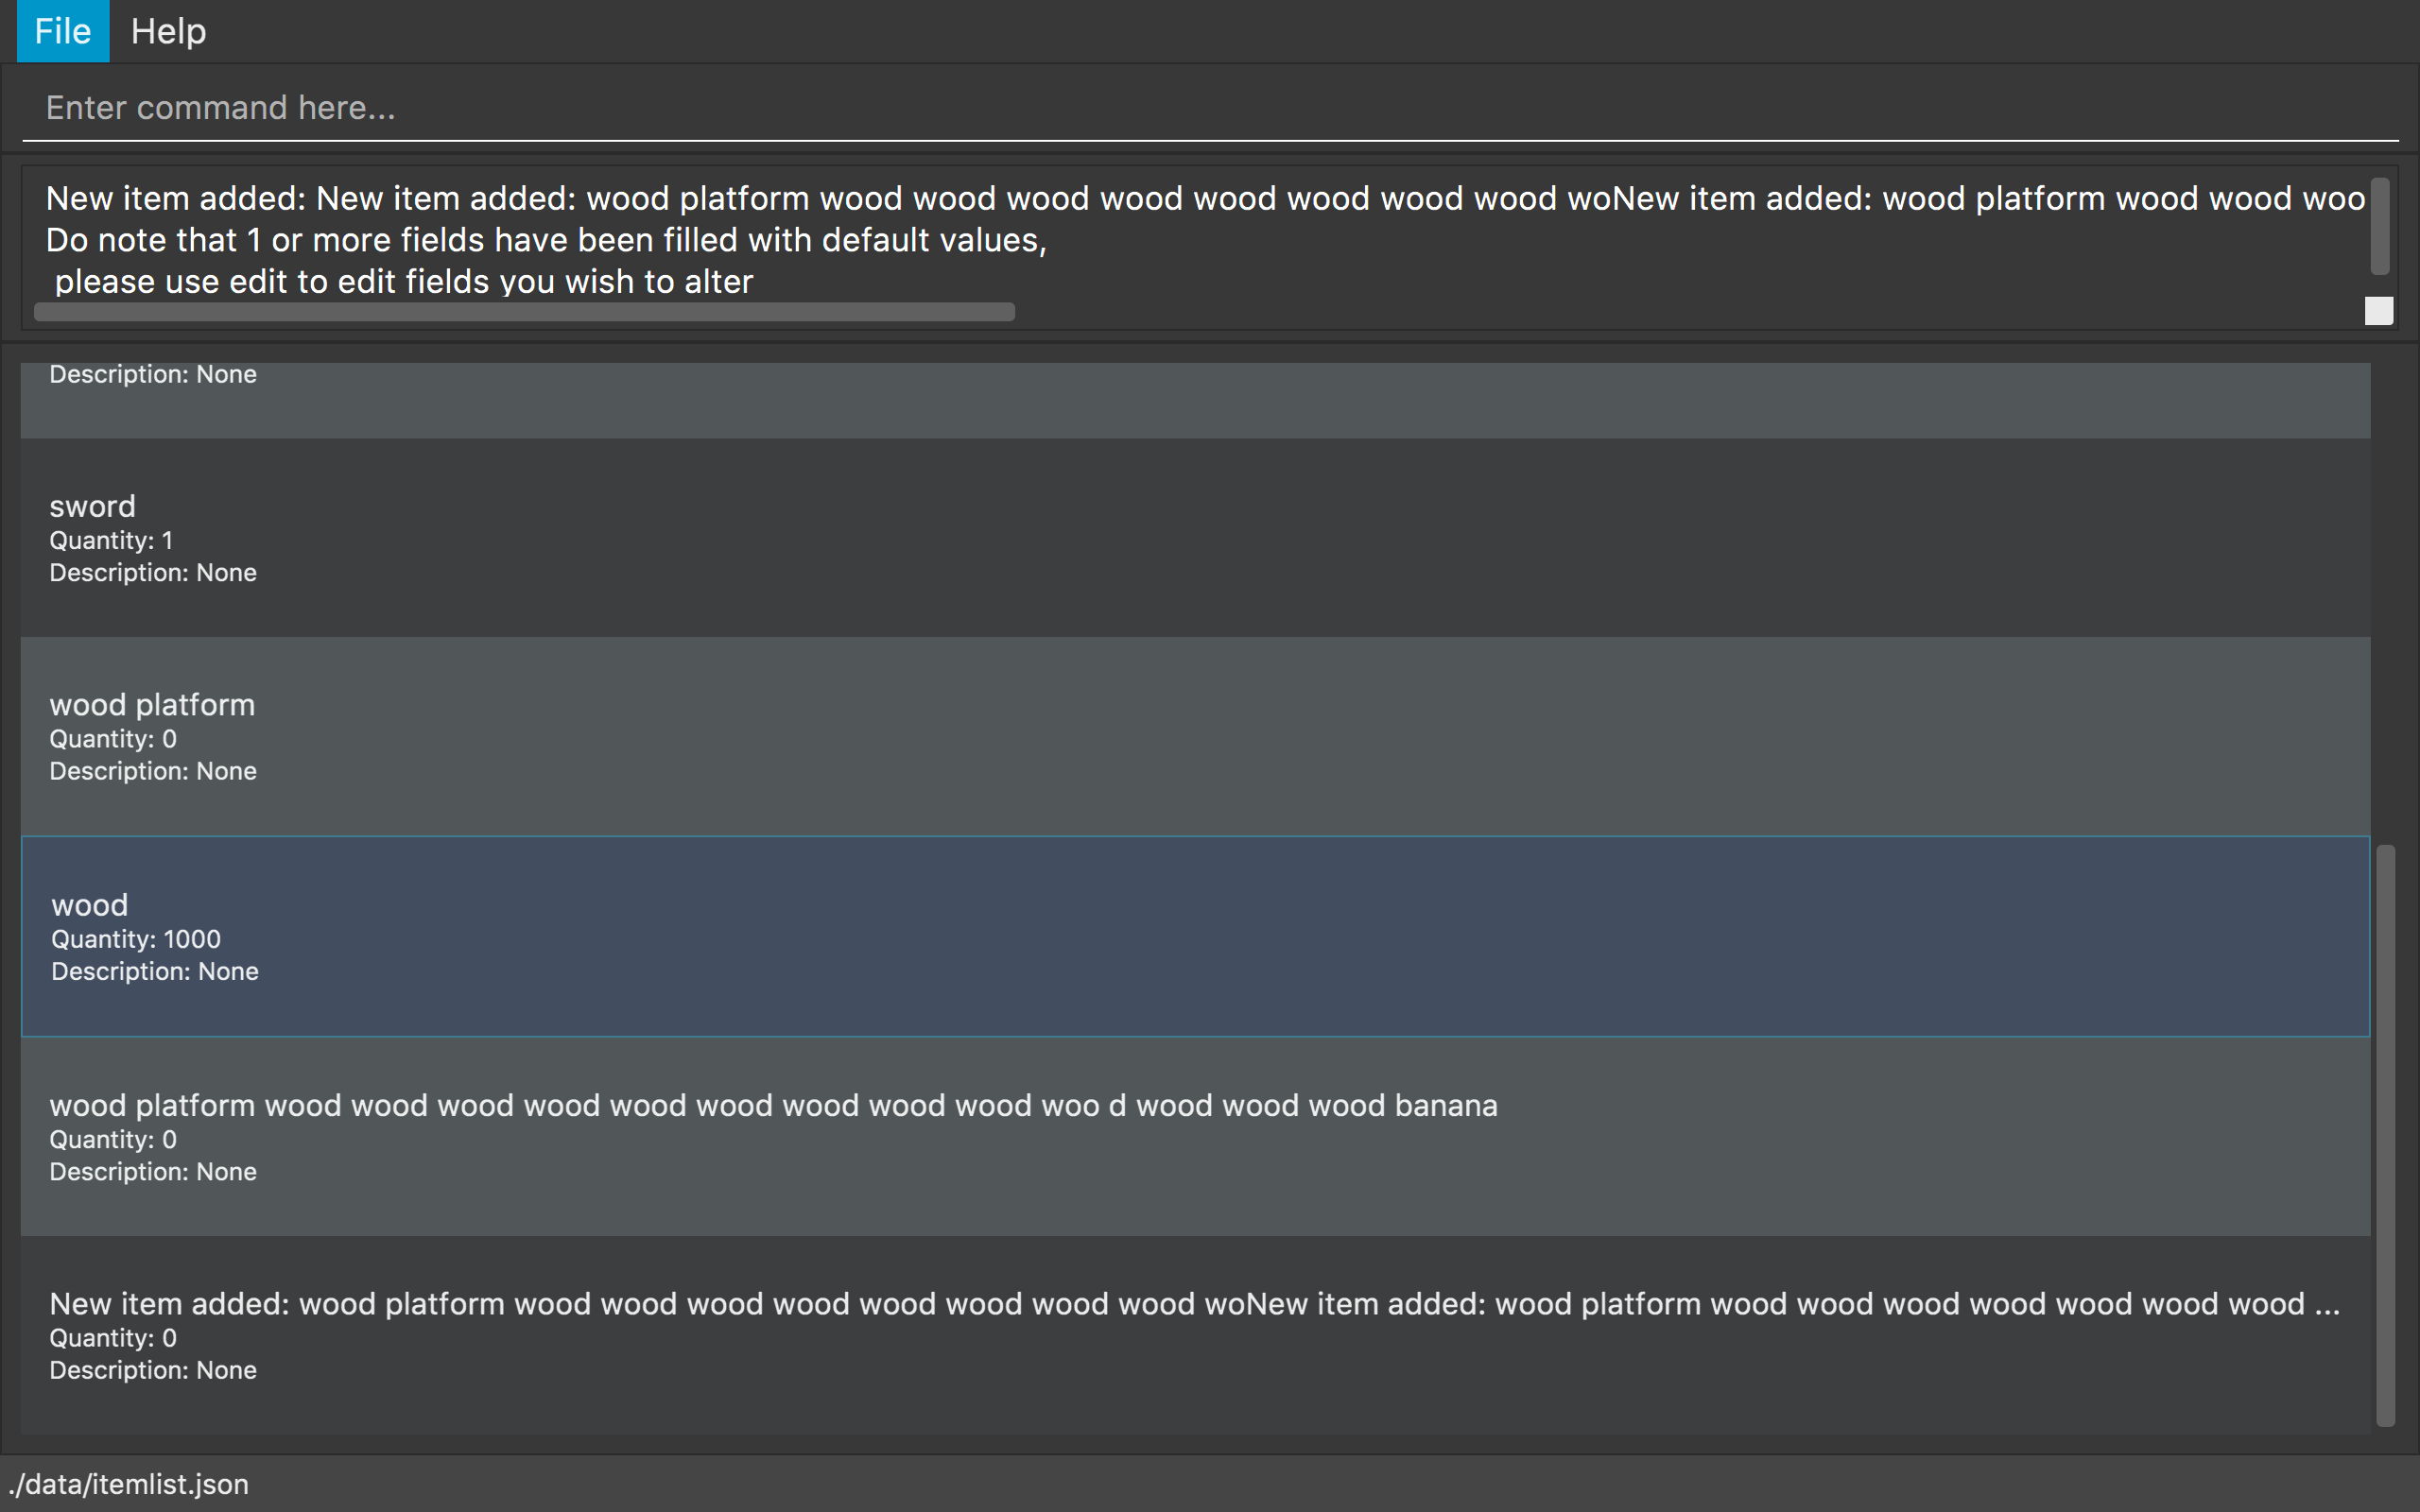 File Help
Enter command here...
New item added: New item added: wood platform wood wood wood wood wood wood wood wood woNew item added: wood platform wood wood woo
Do note that 1 or more fields have been filled with default values,
please use edit to edit fields you wish to alter
Description: None
sword
Quantity: 1
Description: None
wood platform
Quantity: 0
Description: None
wood
Quantity: 1000
Description: None
wood platform wood wood wood wood wood wood wood wood wood woo d wood wood wood banana
Quantity: 0
Description: None
New item added: wood platform wood wood wood wood wood wood wood wood woNew item added: wood platform wood wood wood wood wood wood wood ...
Quantity: 0
Description: None
./data/itemlist.json